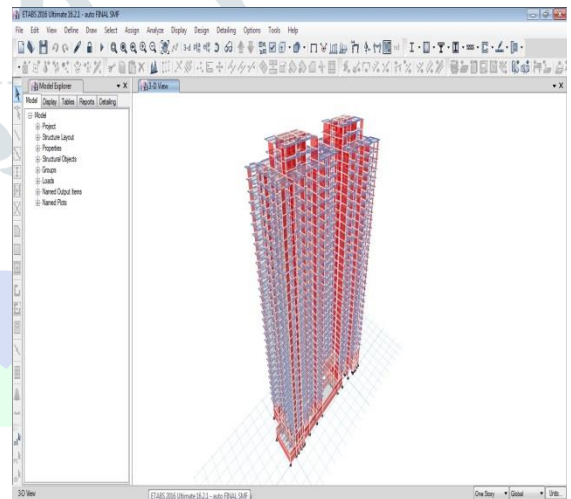 ETABS 2016 Ultimate 16.2.1 - auto FINAL SMF
File Edit View Define Draw Select Assign Analyze Display Design Detailing Options Tools Help
Model Explorer
3-D View
Model Display Tables Reports Detailing
Model
Project
Structure Layout
Properties
Structural Objects
Groups
Loads
Named Output Items
Named Plots
3-D View
One Story Global Units...
ETABS 2016 Ultimate 16.2.1 - auto FINAL SMF